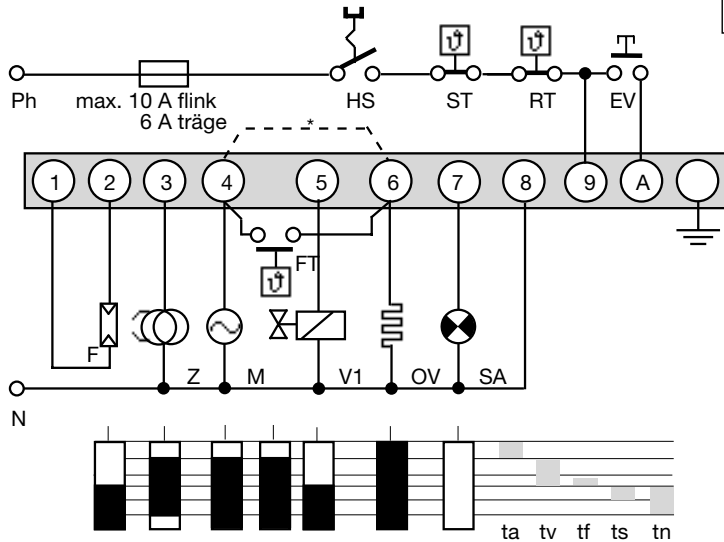 Ph
max. 10 A flink
6 A träge
HS
ST
RT
EV
ϑ
ϑ
*
1 2 3 4 5 6 7 8 9 A
FT
ϑ
F
Z M V1 OV SA
N
ta tv tf ts tn